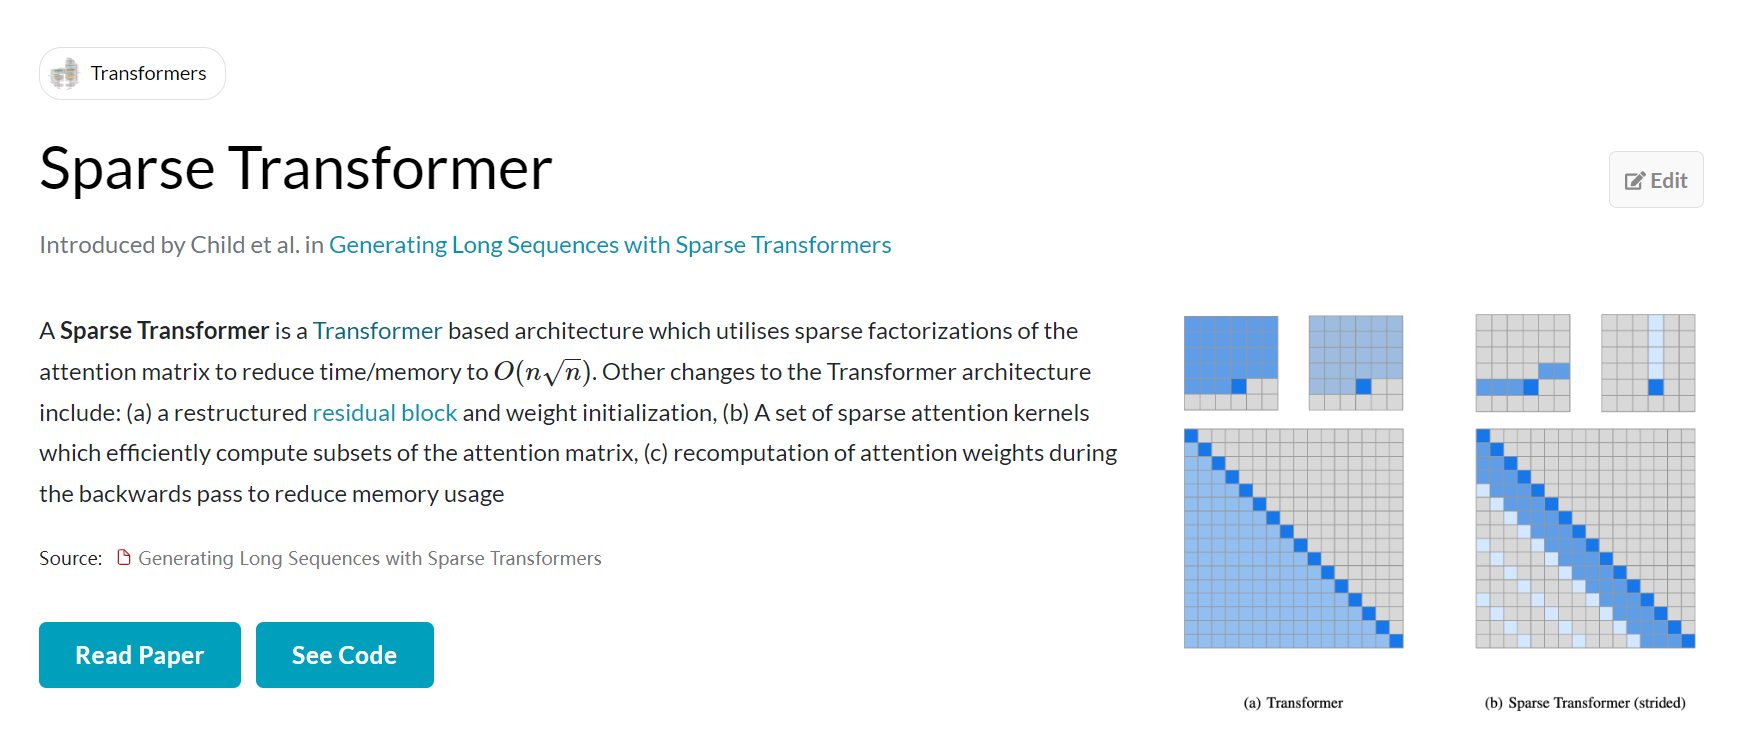 Transformers
Sparse Transformer
Edit
Introduced by Child et al. in Generating Long Sequences with Sparse Transformers
A Sparse Transformer is a Transformer based architecture which utilises sparse factorizations of the
attention matrix to reduce time/memory to O(n√n). Other changes to the Transformer architecture
include: (a) a restructured residual block and weight initialization, (b) A set of sparse attention kernels
which efficiently compute subsets of the attention matrix, (c) recomputation of attention weights during
the backwards pass to reduce memory usage
Source: Generating Long Sequences with Sparse Transformers
Read Paper
See Code
(a) Transformer
(b) Sparse Transformer (strided)